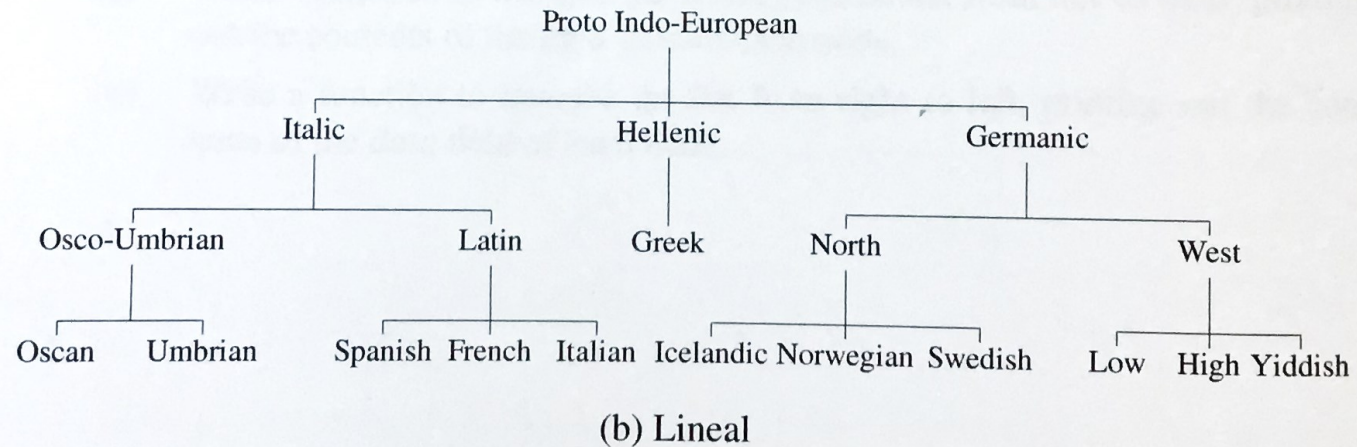 Proto Indo-European
Italic Hellenic Germanic
Osco-Umbrian Latin Greek North West
Oscan Umbrian Spanish French Italian Icelandic Norwegian Swedish Low High Yiddish
(b) Lineal